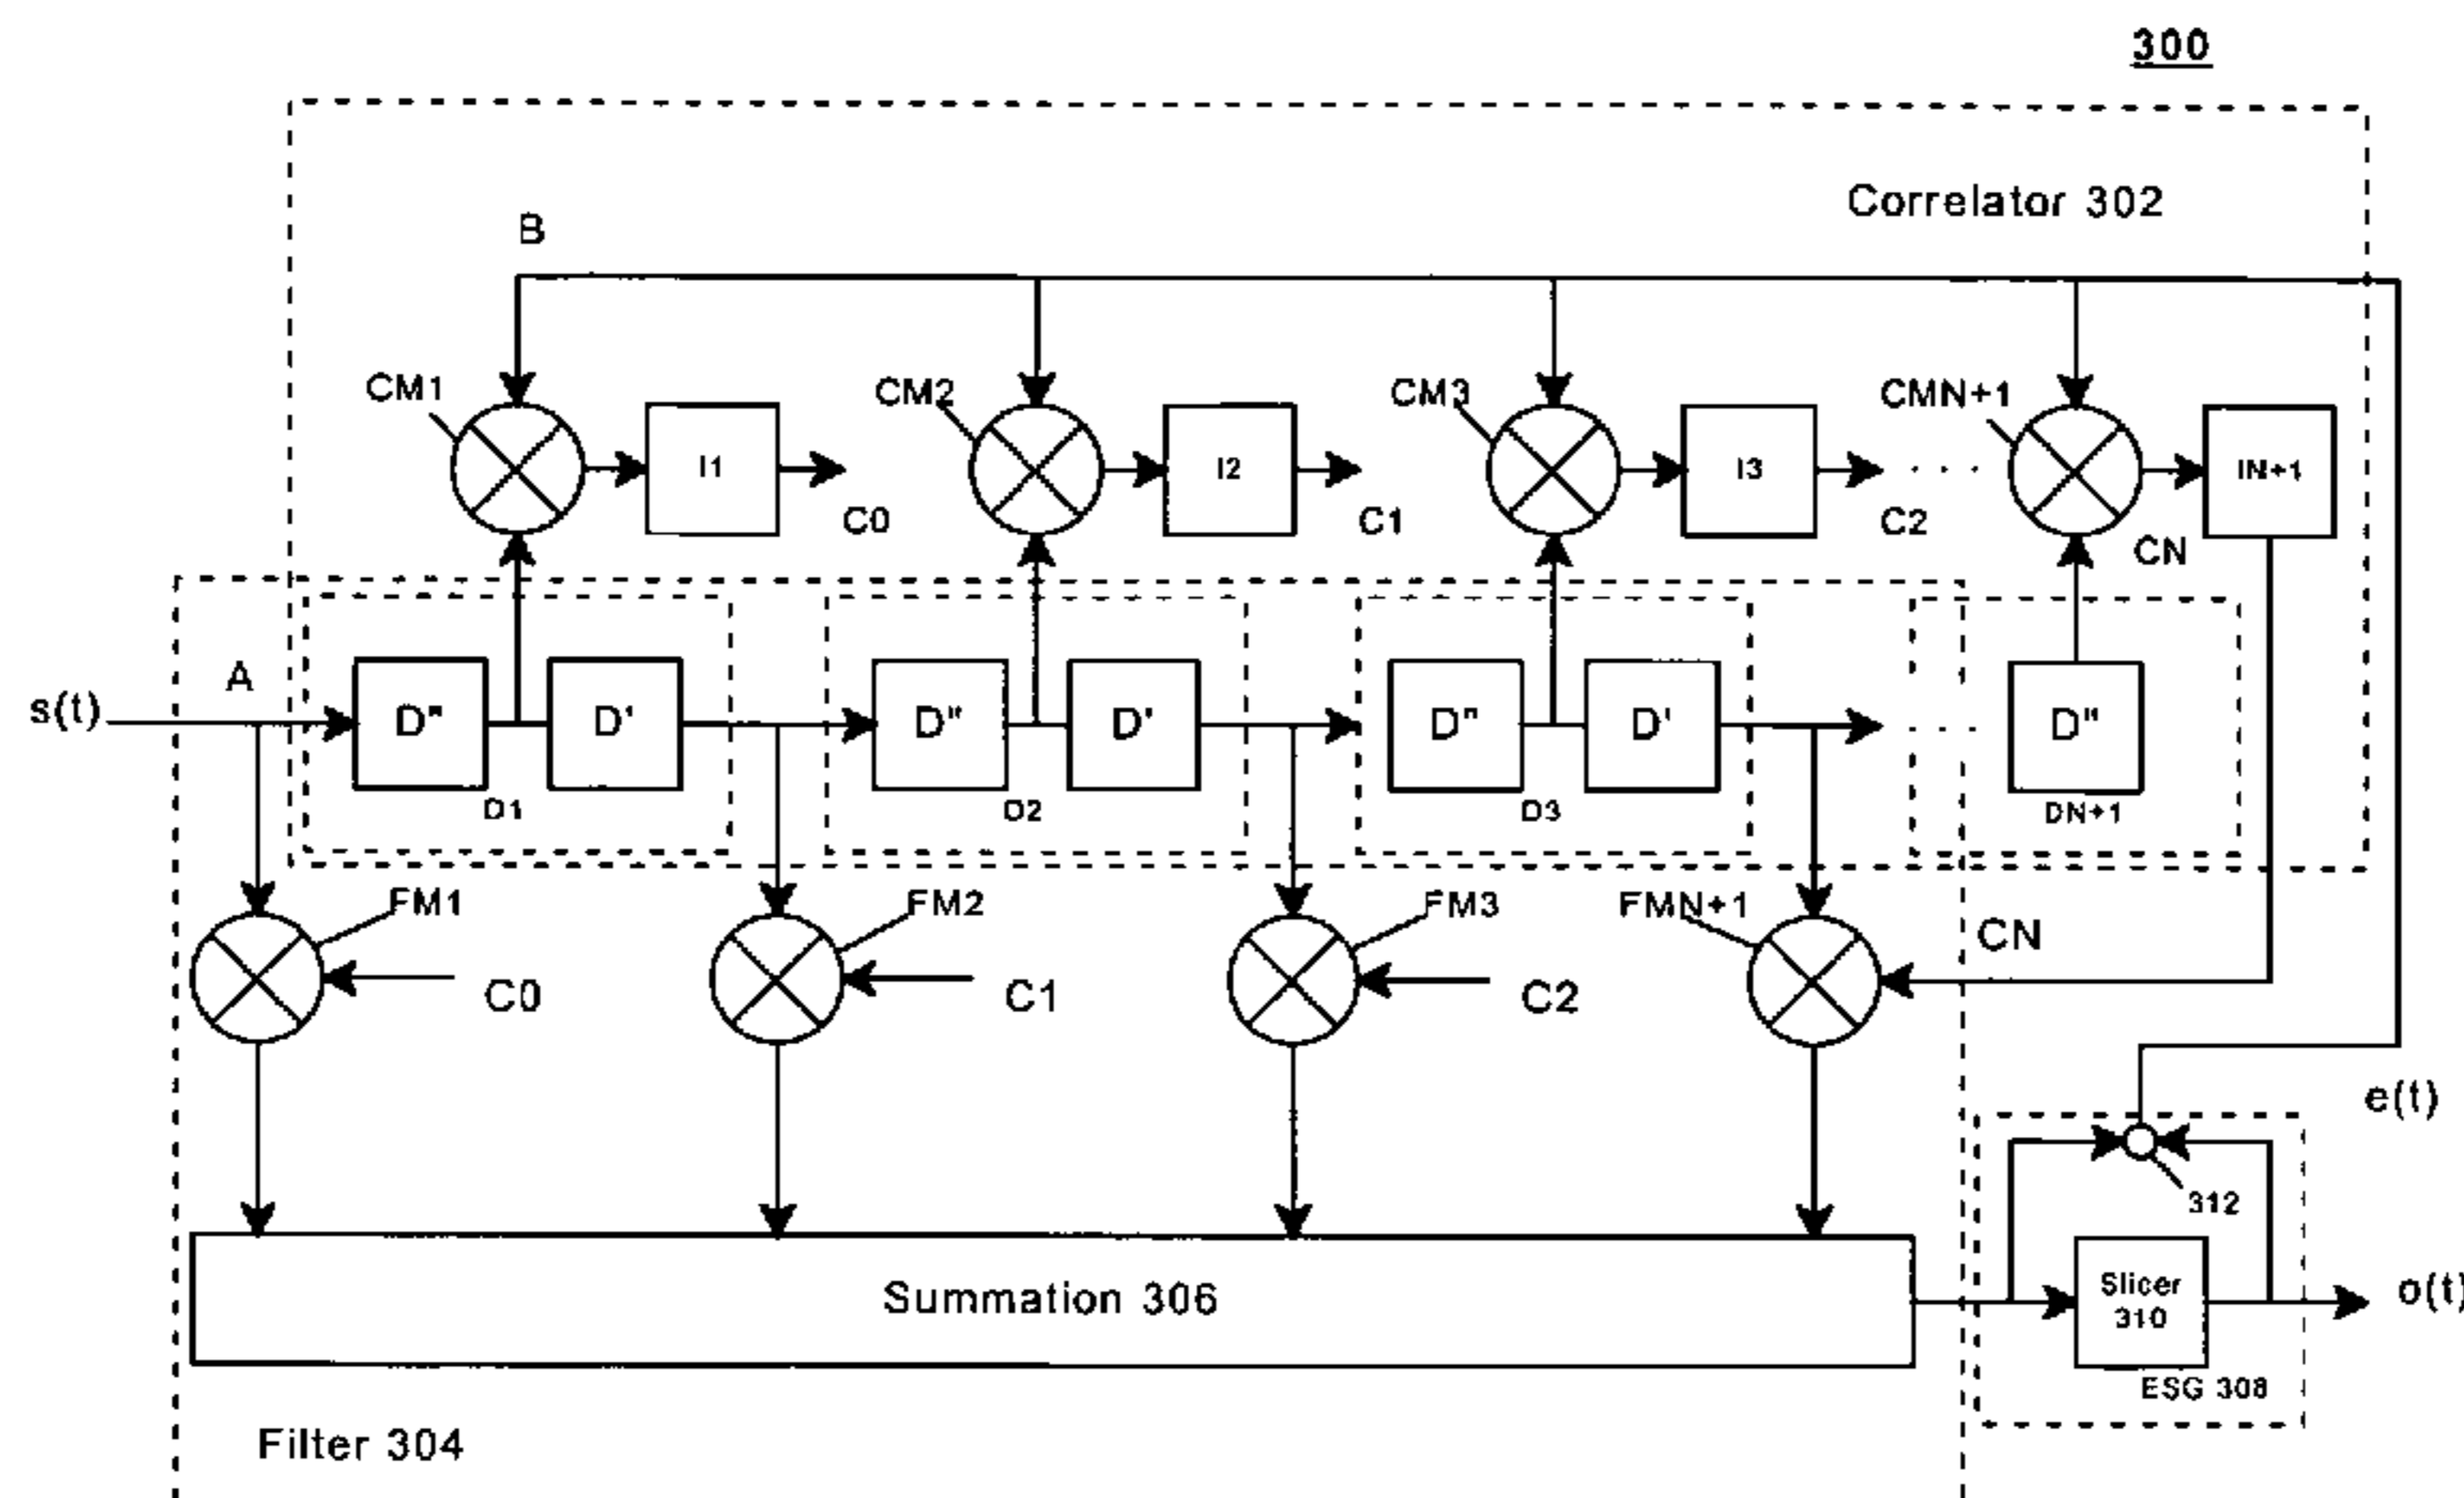 300
Correlator 302
B
CM1
CM2
CM3
CMN+1
I1
I2
I3
IN+1
C0
C1
C2
CN
. . .
A
s(t)
D" D'
D" D'
D" D'
. . .
D"
D1
D2
D3
DN+1
FM1
FM2
FM3
FMN+1
CN
C0
C1
C2
e(t)
312
Summation 306
Slicer
310
o(t)
ESG 308
Filter 304